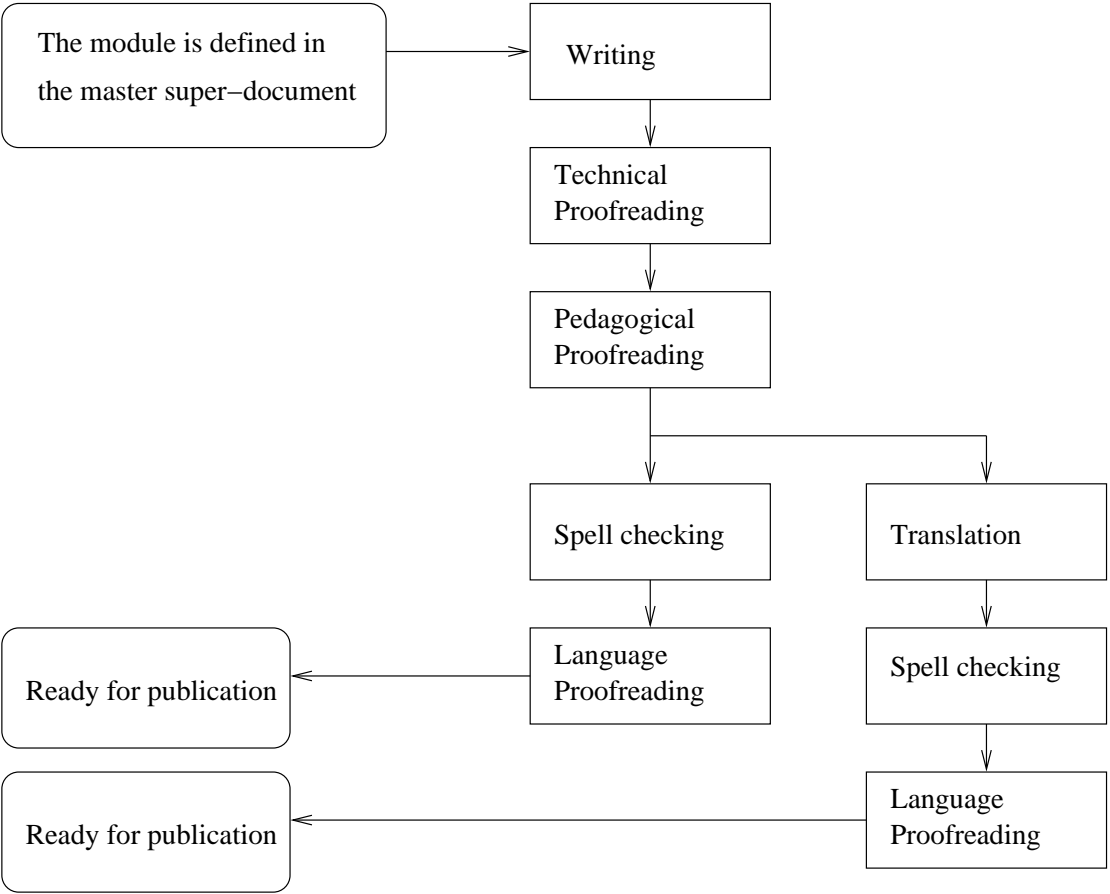 The module is defined in
the master super−document
Writing
Technical
Proofreading
Pedagogical
Proofreading
Spell checking
Translation
Language
Proofreading
Spell checking
Ready for publication
Language
Proofreading
Ready for publication